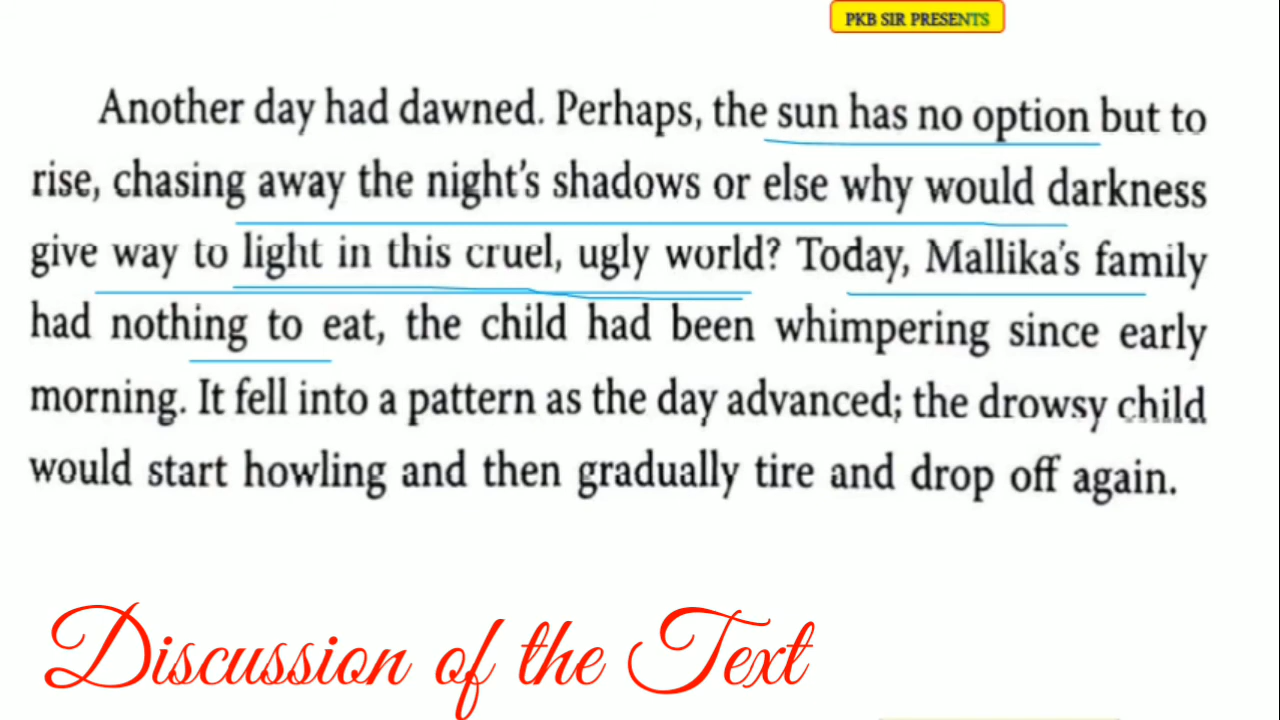 PKB SIR PRESENTS
Another day had dawned. Perhaps, the sun has no option but to
rise, chasing away the night's shadows or else why would darkness
give way to light in this cruel, ugly world? Today, Mallika's family
had nothing to eat, the child had been whimpering since early
morning. It fell into a pattern as the day advanced; the drowsy child
would start howling and then gradually tire and drop off again.
Discussion of the Text